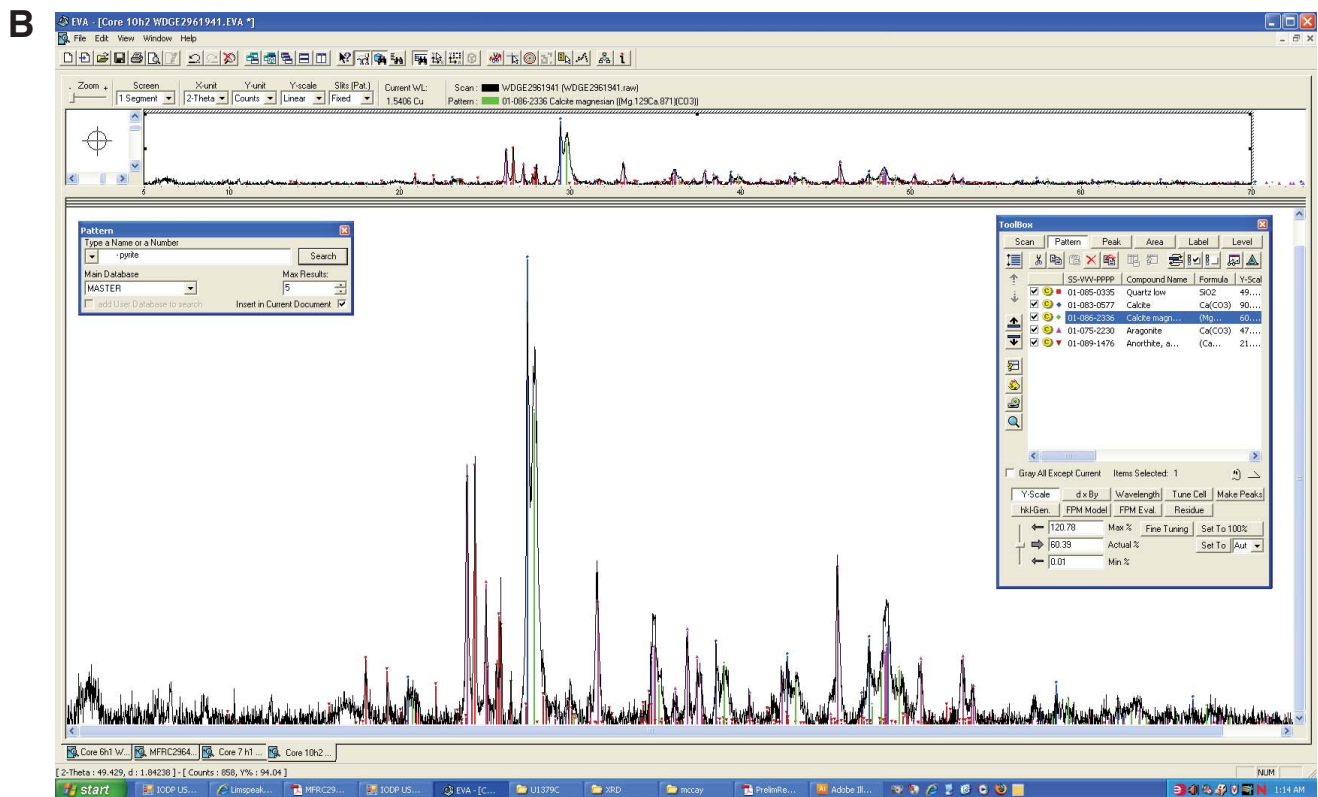 B
EVA - [Core 10h2 WDGE2961941.EVA *]
File Edit View Window Help
- Zoom + Screen X-unit Y-unit Y-scale Slits (Pat.) Current WL: Scan: WDGE2961941 (WDGE2961941.raw)
1 Segment 2-Theta Counts Linear Fixed 1.5406 Cu Pattern: 01-086-2336 Calcite magnesian ((Mg.129Ca.871)(CO3))
5 10 20 30 40 50 60 70
Pattern
Type a Name or a Number
- pyrite Search
Main Database Max Results:
MASTER 5
add User Database to search Insert in Current Document
ToolBox
Scan Pattern Peak Area Label Level
SS-VVV-PPPP Compound Name Formula Y-Scal
01-085-0335 Quartz low SiO2 49....
01-083-0577 Calcite Ca(CO3) 90....
01-086-2336 Calcite magn... (Mg... 60....
01-075-2230 Aragonite Ca(CO3) 47....
01-089-1476 Anorthite, a... (Ca... 21....
Gray All Except Current Items Selected: 1
Y-Scale d x By Wavelength Tune Cell Make Peaks
hkl-Gen. FPM Model FPM Eval. Residue
120.78 Max % Fine Tuning Set To 100%
60.39 Actual % Set To Aut
0.01 Min %
Core 6h1 W... MFRC2964... Core 7 h1 ... Core 10h2 ...
[ 2-Theta : 49.429, d : 1.84238 ] - [ Counts : 858, Y% : 94.04 ] NUM
start IODP US... Limspeak... MFRC29... IODP US... EVA - [C... U1379C XRD mccay PrelimRe... Adobe Ill... 1:14 AM